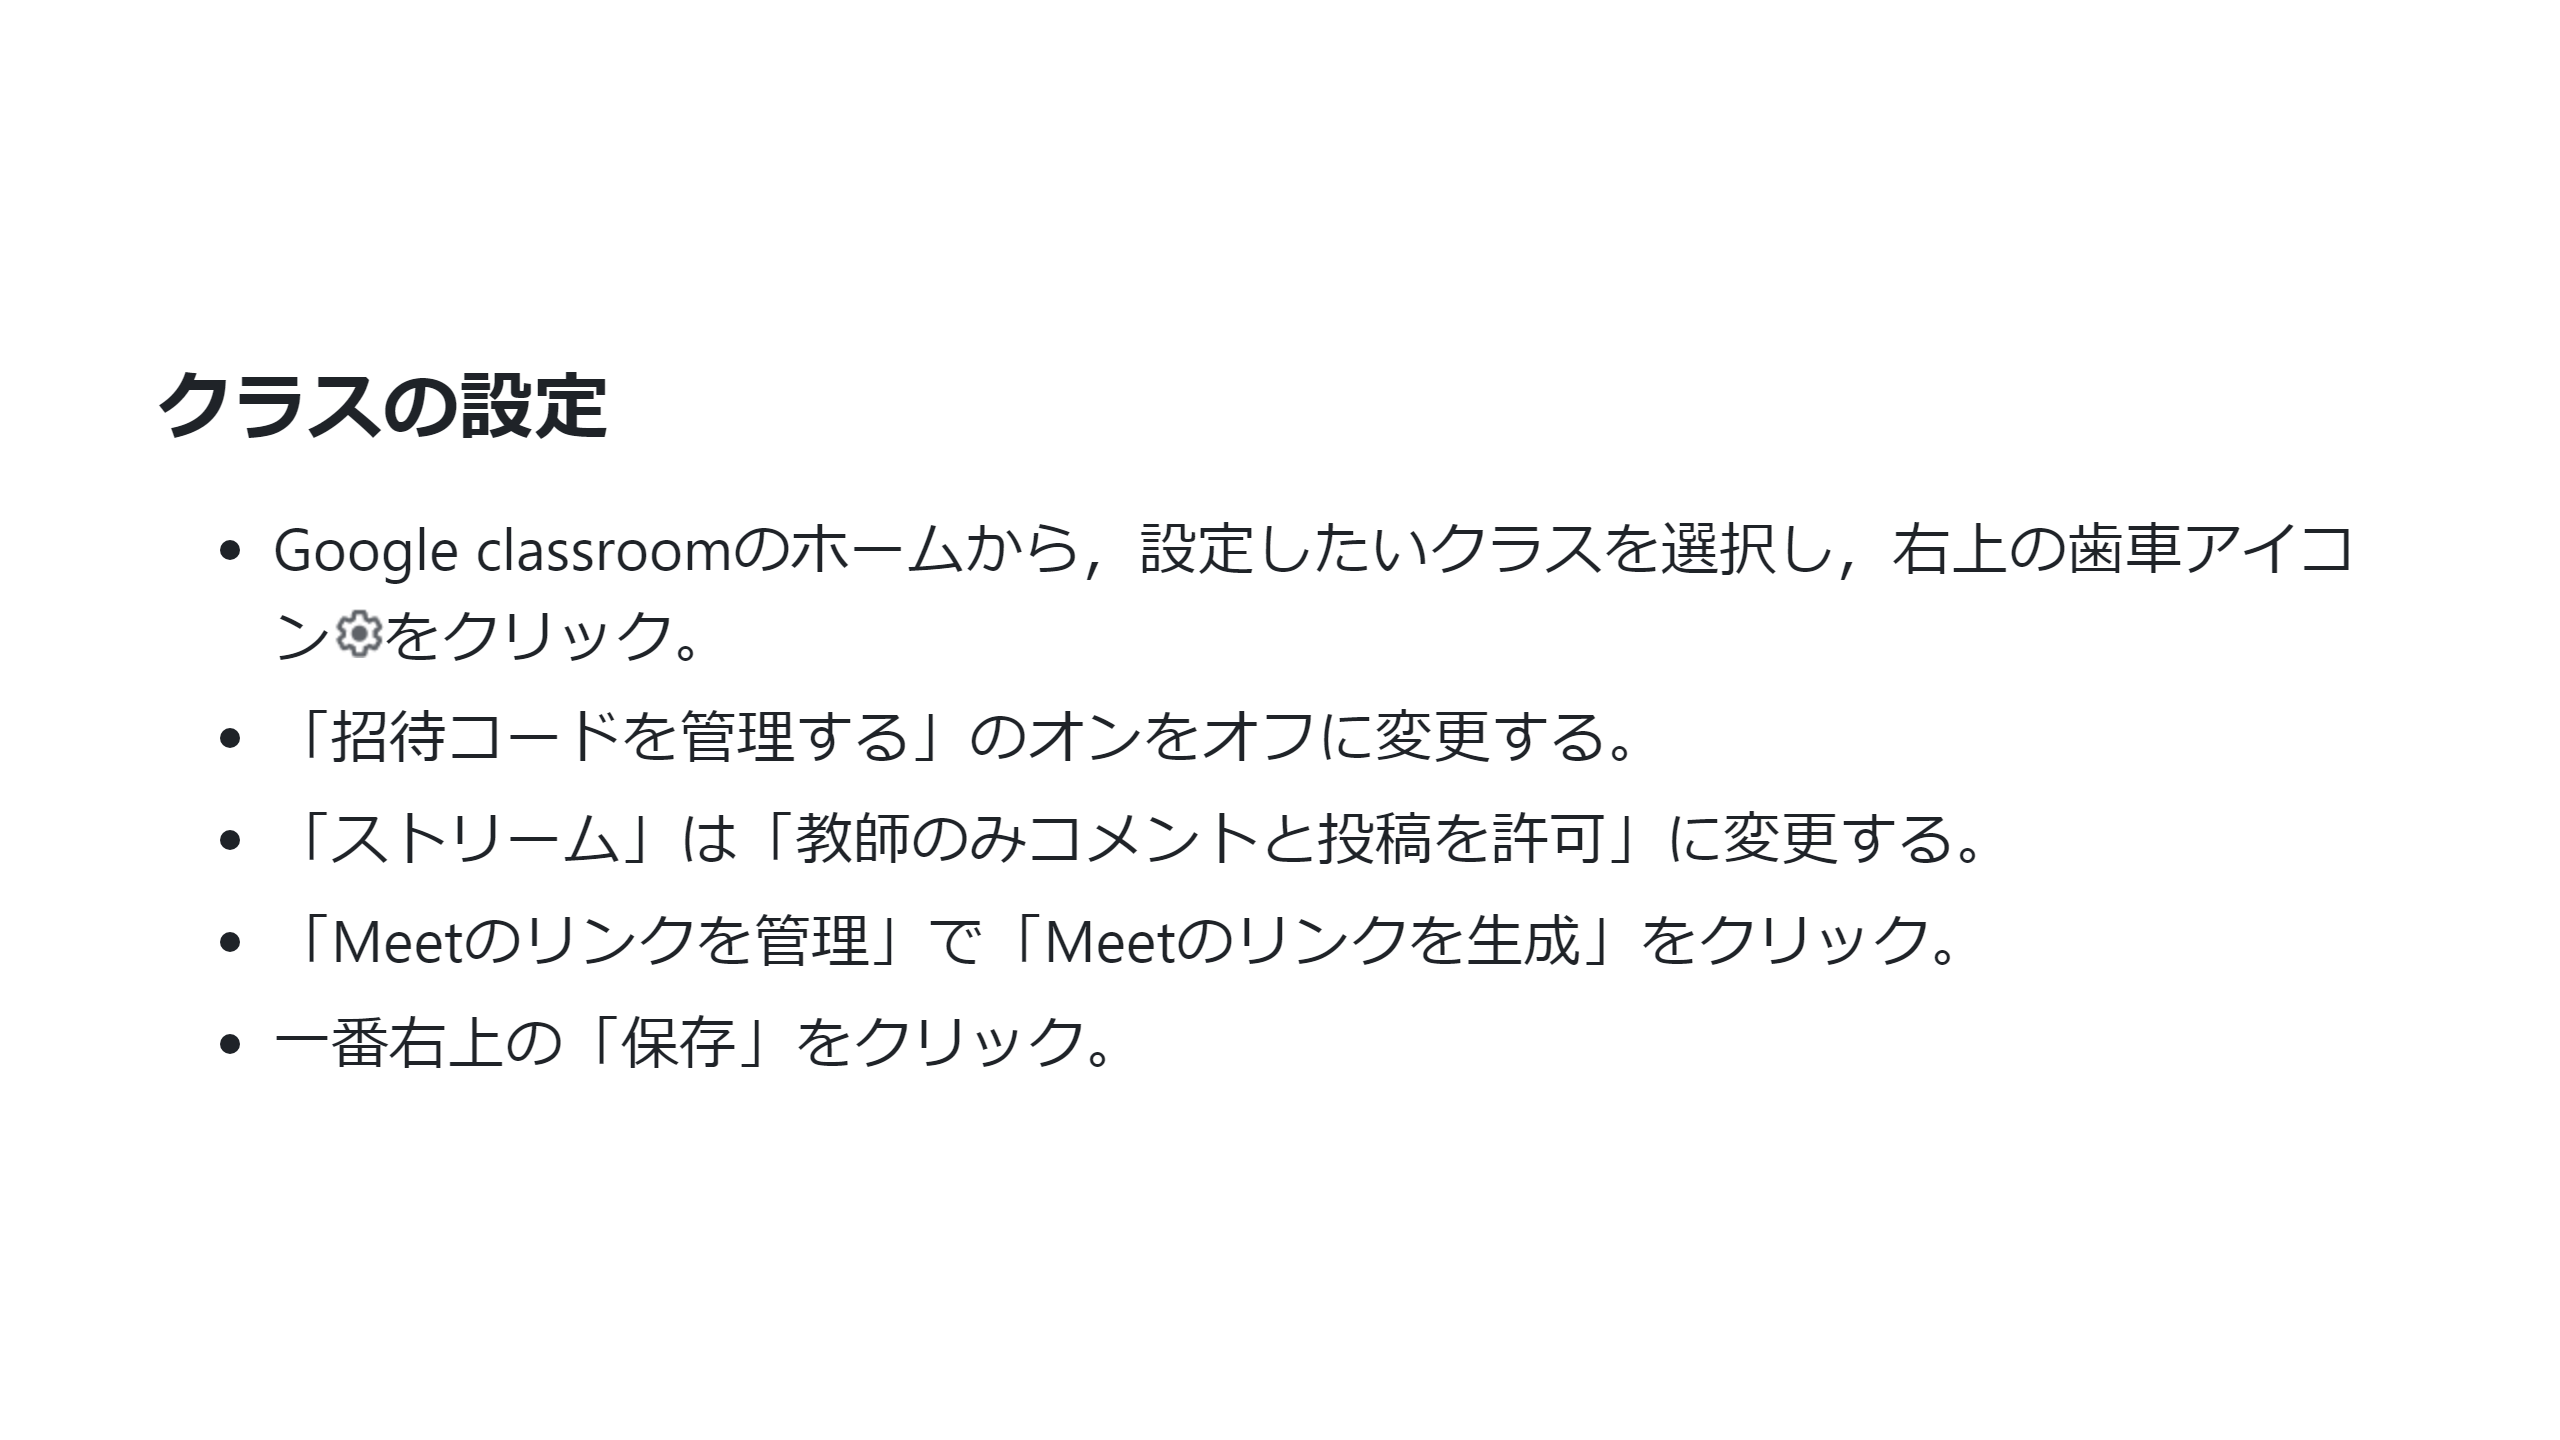 クラスの設定
Google classroomのホームから，設定したいクラスを選択し，右上の歯車アイコ
ンをクリック。
「招待コードを管理する」のオンをオフに変更する。
「ストリーム」は「教師のみコメントと投稿を許可」に変更する。
「Meetのリンクを管理」で「Meetのリンクを生成」をクリック。
一番右上の「保存」をクリック。